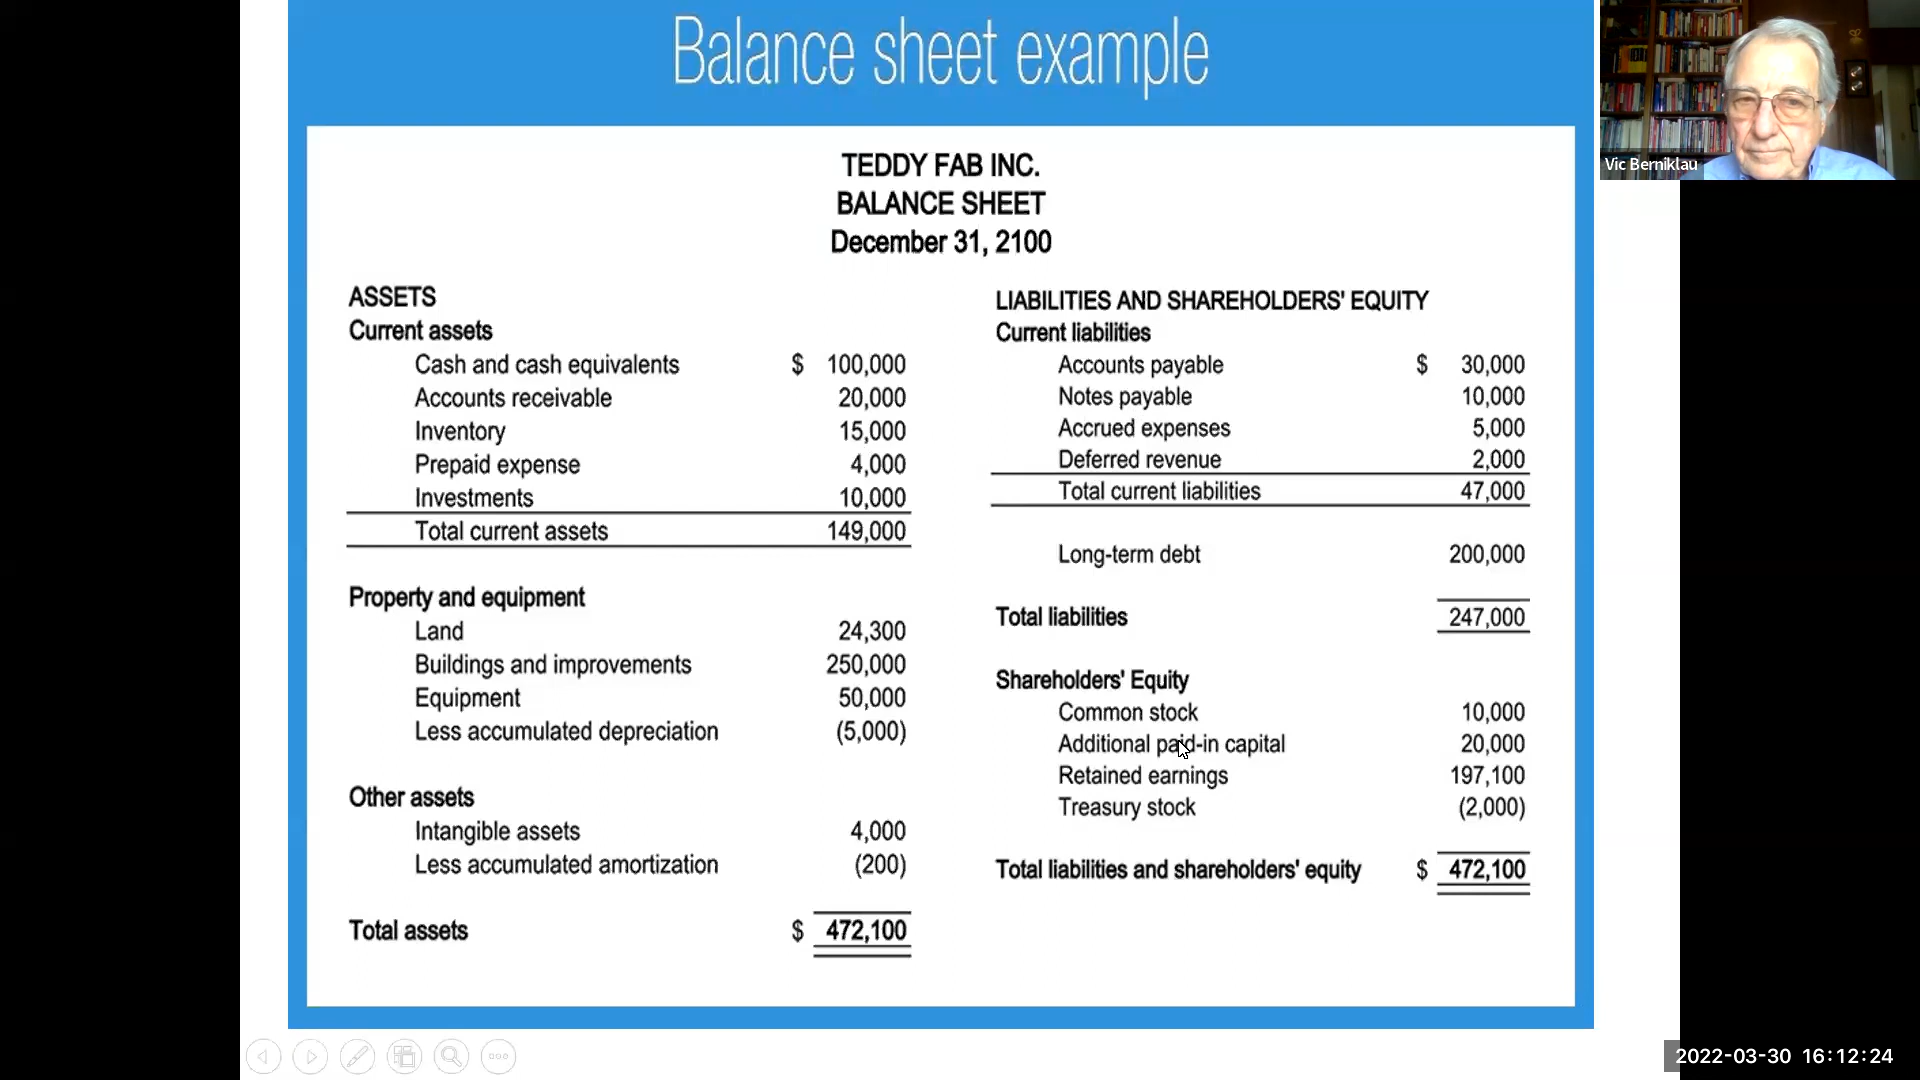 Balance sheet example
TEDDY FAB INC.
BALANCE SHEET
December 31, 2100
ASSETS
Current assets
Cash and cash equivalents $ 100,000
Accounts receivable 20,000
Inventory 15,000
Prepaid expense 4,000
Investments 10,000
Total current assets 149,000
Property and equipment
Land 24,300
Buildings and improvements 250,000
Equipment 50,000
Less accumulated depreciation (5,000)
Other assets
Intangible assets 4,000
Less accumulated amortization (200)
Total assets $ 472,100
LIABILITIES AND SHAREHOLDERS' EQUITY
Current liabilities
Accounts payable $ 30,000
Notes payable 10,000
Accrued expenses 5,000
Deferred revenue 2,000
Total current liabilities 47,000
Long-term debt 200,000
Total liabilities 247,000
Shareholders' Equity
Common stock 10,000
Additional paid-in capital 20,000
Retained earnings 197,100
Treasury stock (2,000)
Total liabilities and shareholders' equity $ 472,100
Vic Berniklau
2022-03-30 16:12:24